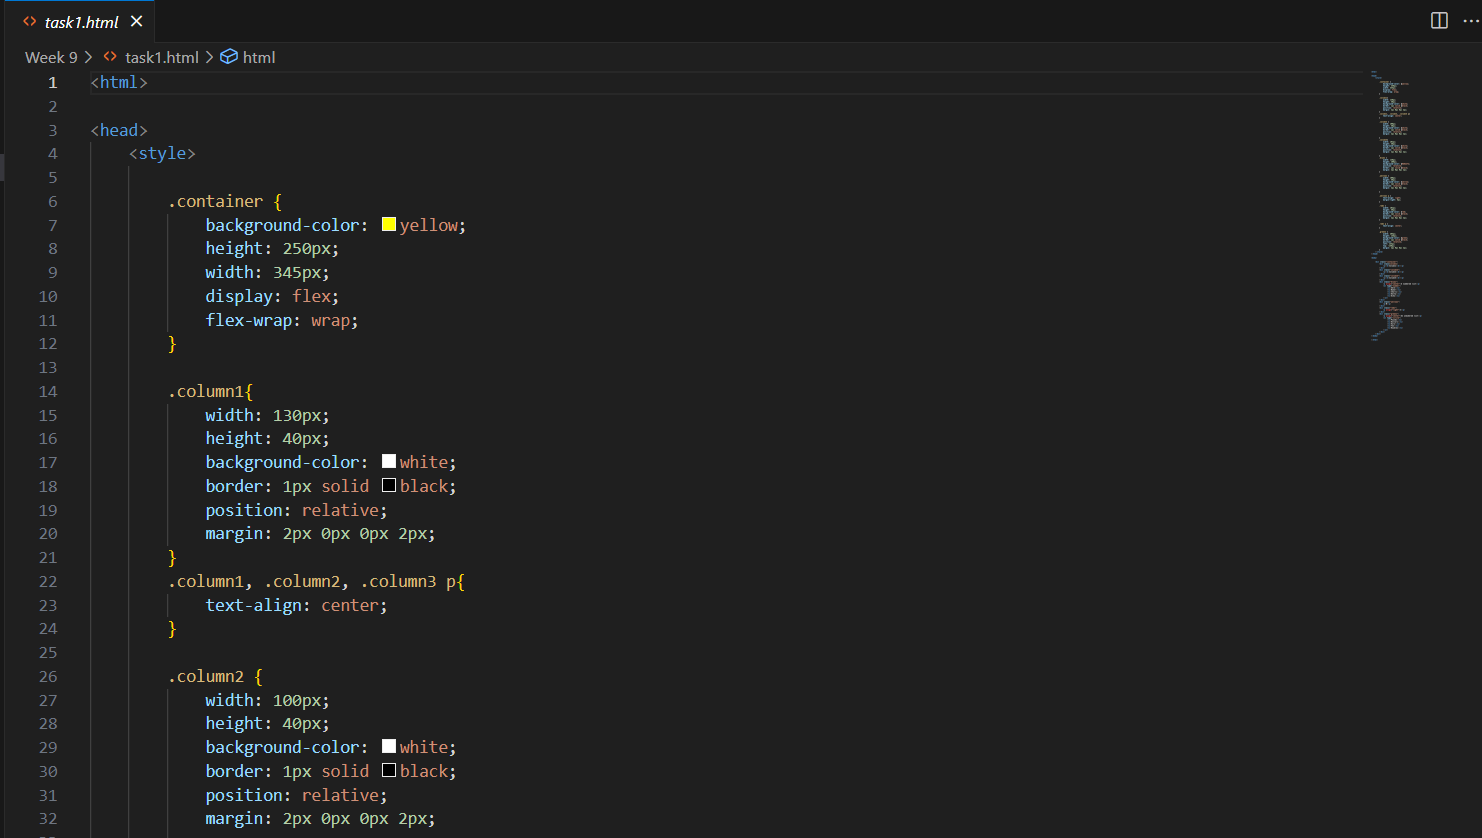 task1.html
Week 9 > task1.html > html
1 <html>
2
3 <head>
4 <style>
5
6 .container {
7 background-color: yellow;
8 height: 250px;
9 width: 345px;
10 display: flex;
11 flex-wrap: wrap;
12 }
13
14 .column1{
15 width: 130px;
16 height: 40px;
17 background-color: white;
18 border: 1px solid black;
19 position: relative;
20 margin: 2px 0px 0px 2px;
21 }
22 .column1, .column2, .column3 p{
23 text-align: center;
24 }
25
26 .column2 {
27 width: 100px;
28 height: 40px;
29 background-color: white;
30 border: 1px solid black;
31 position: relative;
32 margin: 2px 0px 0px 2px;